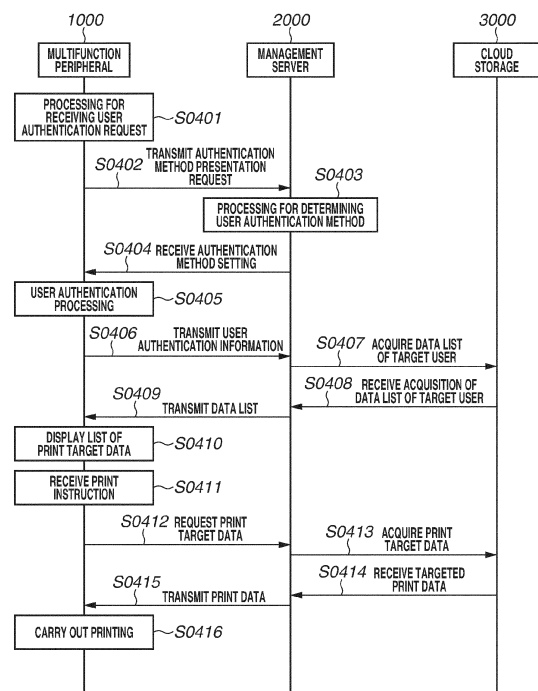 1000
2000
3000
MULTIFUNCTION
PERIPHERAL
MANAGEMENT
SERVER
CLOUD
STORAGE
PROCESSING FOR
RECEIVING USER
AUTHENTICATION REQUEST
S0401
S0402
TRANSMIT AUTHENTICATION
METHOD PRESENTATION
REQUEST
S0403
PROCESSING FOR DETERMINING
USER AUTHENTICATION METHOD
S0404
RECEIVE AUTHENTICATION
METHOD SETTING
USER AUTHENTICATION
PROCESSING
S0405
S0406
TRANSMIT USER
AUTHENTICATION INFORMATION
S0407
ACQUIRE DATA LIST
OF TARGET USER
S0408
RECEIVE ACQUISITION OF
DATA LIST OF TARGET USER
S0409
TRANSMIT DATA LIST
DISPLAY LIST OF
PRINT TARGET DATA
S0410
RECEIVE PRINT
INSTRUCTION
S0411
S0412
REQUEST PRINT
TARGET DATA
S0413
ACQUIRE PRINT
TARGET DATA
S0414
RECEIVE TARGETED
PRINT DATA
S0415
TRANSMIT PRINT DATA
CARRY OUT PRINTING
S0416